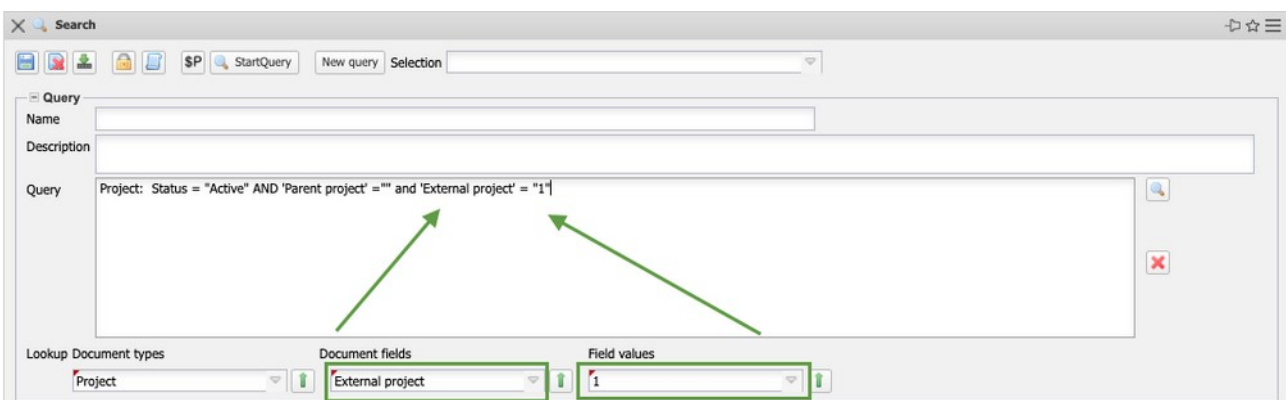 Search
$P StartQuery New query Selection
Query
Name
Description
Query Project: Status = "Active" AND 'Parent project' ="" and 'External project' = "1"
Lookup Document types Document fields Field values
Project External project 1